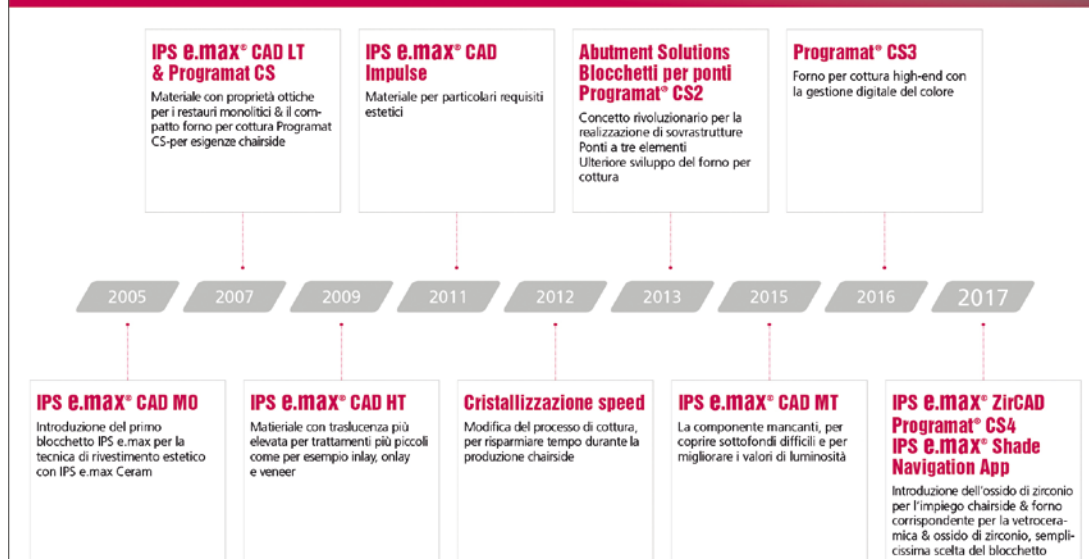 IPS e.max® CAD LT
& Programat CS
Materiale con proprietà ottiche
per i restauri monolitici & il com-
patto forno per cottura Programat
CS-per esigenze chairside
IPS e.max® CAD
Impulse
Materiale per particolari requisiti
estetici
Abutment Solutions
Blocchetti per ponti
Programat® CS2
Concetto rivoluzionario per la
realizzazione di sovrastrutture
Ponti a tre elementi
Ulteriore sviluppo del forno per
cottura
Programat® CS3
Forno per cottura high-end con
la gestione digitale del colore
2005 2007 2009 2011 2012 2013 2015 2016 2017
IPS e.max® CAD MO
Introduzione del primo
blocchetto IPS e.max per la
tecnica di rivestimento estetico
con IPS e.max Ceram
IPS e.max® CAD HT
Matieriale con traslucenza più
elevata per trattamenti più piccoli
come per esempio inlay, onlay
e veneer
Cristallizzazione speed
Modifica del processo di cottura,
per risparmiare tempo durante la
produzione chairside
IPS e.max® CAD MT
La componente mancanti, per
coprire sottofondi difficili e per
migliorare i valori di luminosità
IPS e.max® ZirCAD
Programat® CS4
IPS e.max® Shade
Navigation App
Introduzione dell'ossido di zirconio
per l'impiego chairside & forno
corrispondente per la vetrocera-
mica & ossido di zirconio, sempli-
cissima scelta del blocchetto